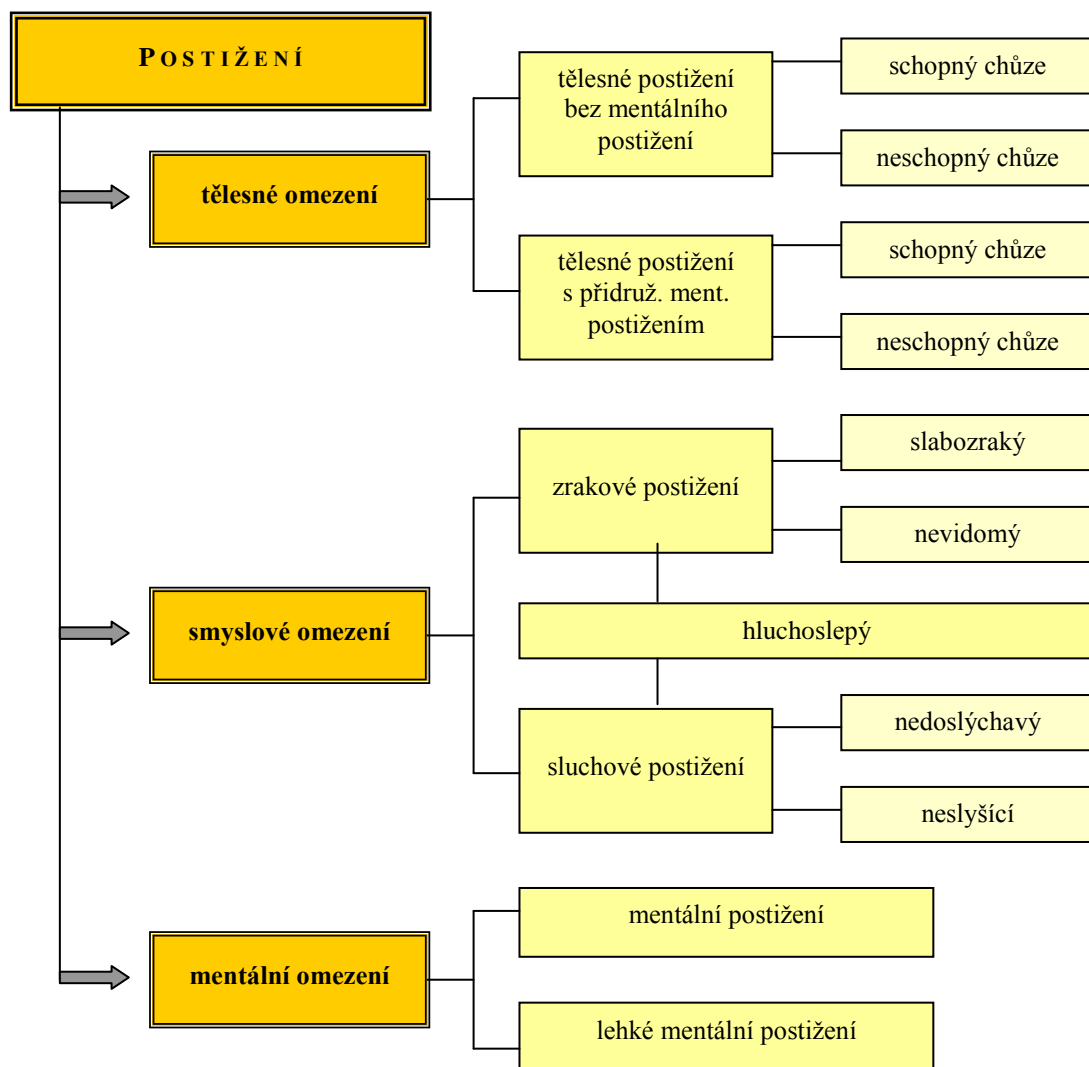 POSTIŽENÍ
tělesné omezení
tělesné postižení
bez mentálního
postižení
schopný chůze
neschopný chůze
tělesné postižení
s přidruž. ment.
postižením
schopný chůze
neschopný chůze
smyslové omezení
zrakové postižení
slabozraký
nevidomý
hluchoslepý
sluchové postižení
nedoslýchavý
neslyšící
mentální omezení
mentální postižení
lehké mentální postižení